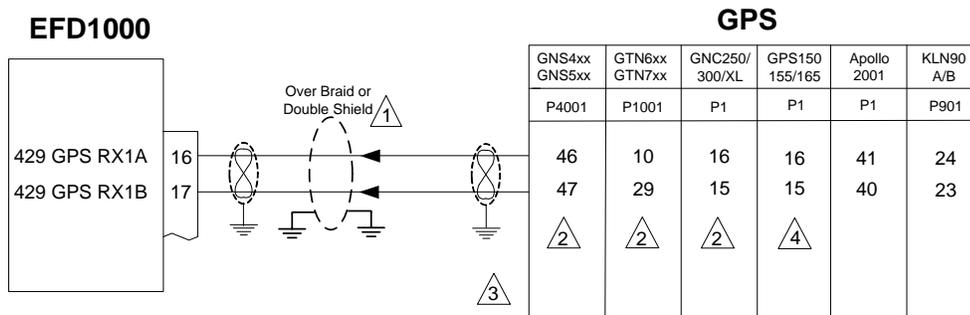 EFD1000
GPS
GNS4xx GTN6xx GNC250/ GPS150 Apollo KLN90
GNS5xx GTN7xx 300/XL 155/165 2001 A/B
P4001 P1001 P1 P1 P1 P901
Over Braid or
Double Shield 1
429 GPS RX1A 16 46 10 16 16 41 24
429 GPS RX1B 17 47 29 15 15 40 23
2 2 2 4
3